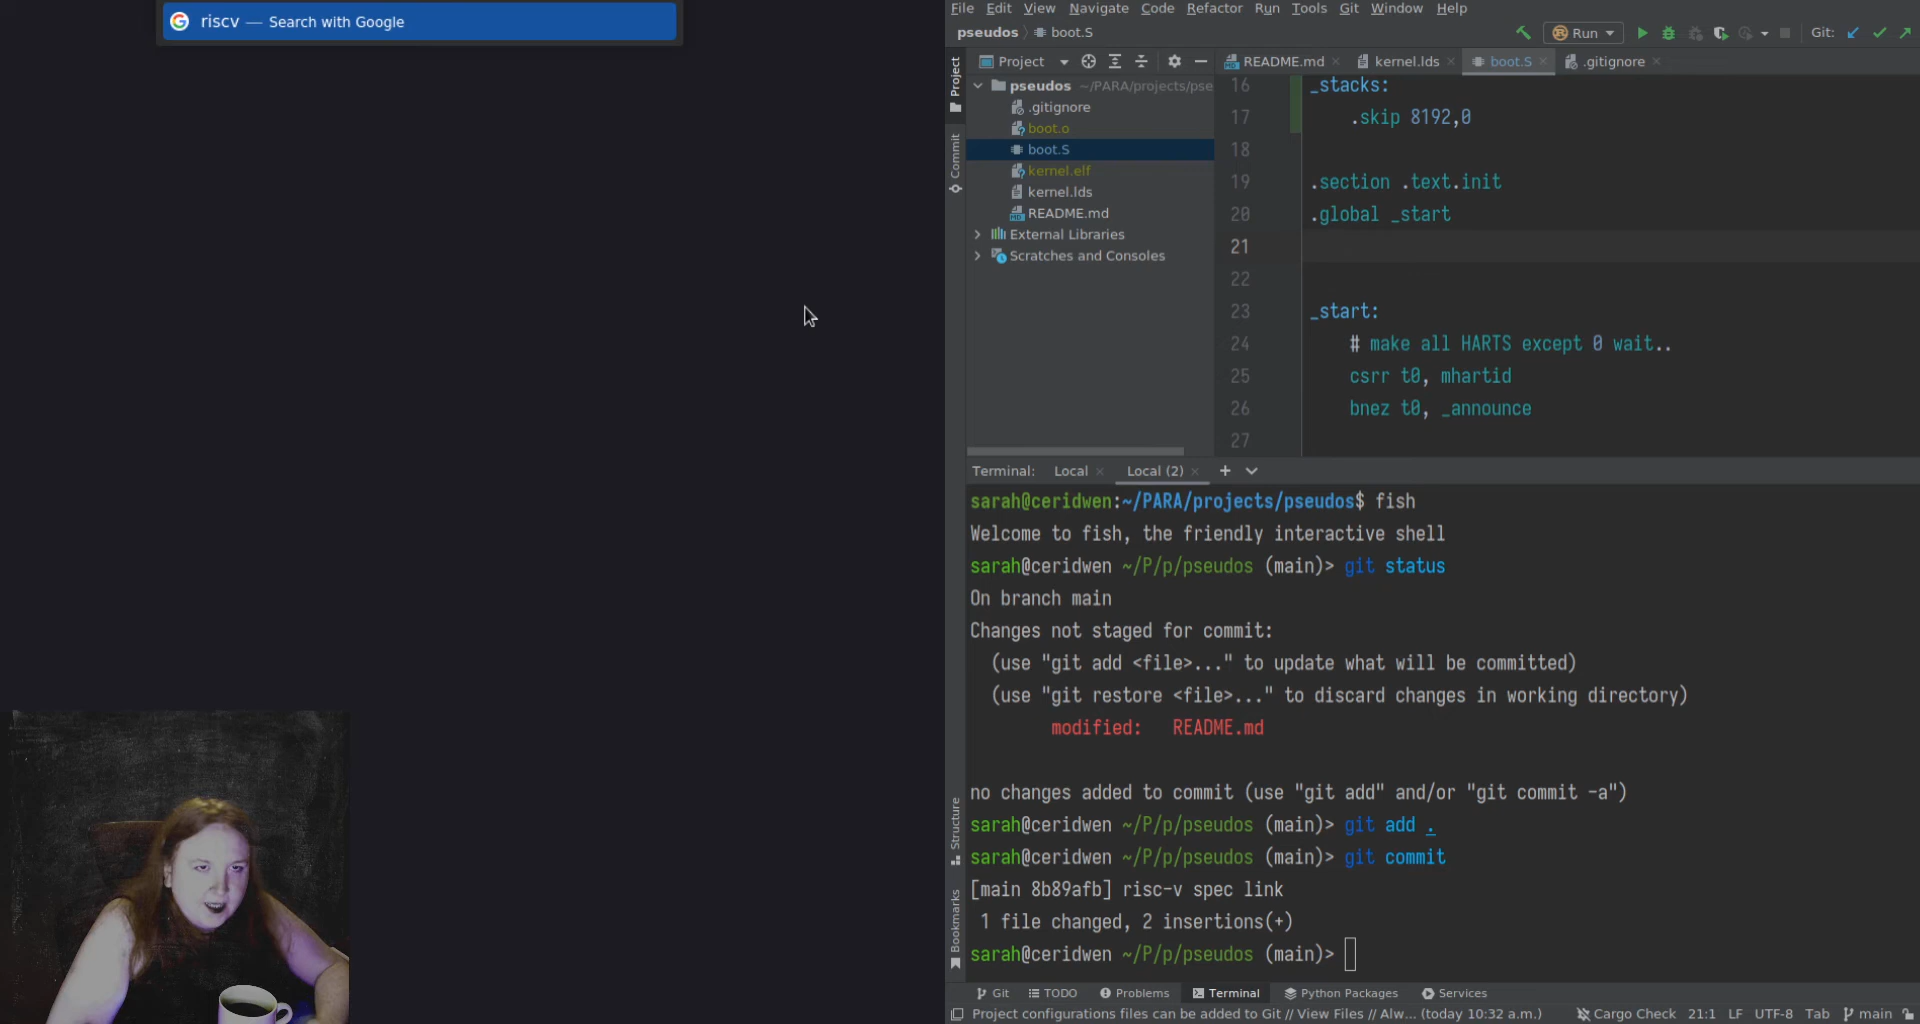 riscv — Search with Google
File Edit View Navigate Code Refactor Run Tools Git Window Help
pseudos boot.S Run Git:
Project README.md kernel.lds boot.S .gitignore
Project
Commit
pseudos ~/PARA/projects/pse
.gitignore
boot.o
boot.S
kernel.elf
kernel.lds
README.md
External Libraries
Scratches and Consoles
16 _stacks:
17 .skip 8192,0
18
19 .section .text.init
20 .global _start
21
22
23 _start:
24 # make all HARTS except 0 wait..
25 csrr t0, mhartid
26 bnez t0, _announce
27
Terminal: Local Local (2)
sarah@ceridwen:~/PARA/projects/pseudos$ fish
Welcome to fish, the friendly interactive shell
sarah@ceridwen ~/P/p/pseudos (main)> git status
On branch main
Changes not staged for commit:
(use "git add <file>..." to update what will be committed)
(use "git restore <file>..." to discard changes in working directory)
modified: README.md
no changes added to commit (use "git add" and/or "git commit -a")
sarah@ceridwen ~/P/p/pseudos (main)> git add .
sarah@ceridwen ~/P/p/pseudos (main)> git commit
[main 8b89afb] risc-v spec link
1 file changed, 2 insertions(+)
sarah@ceridwen ~/P/p/pseudos (main)>
Structure
Bookmarks
Git TODO Problems Terminal Python Packages Services
Project configurations files can be added to Git // View Files // Alw... (today 10:32 a.m.) Cargo Check 21:1 LF UTF-8 Tab main